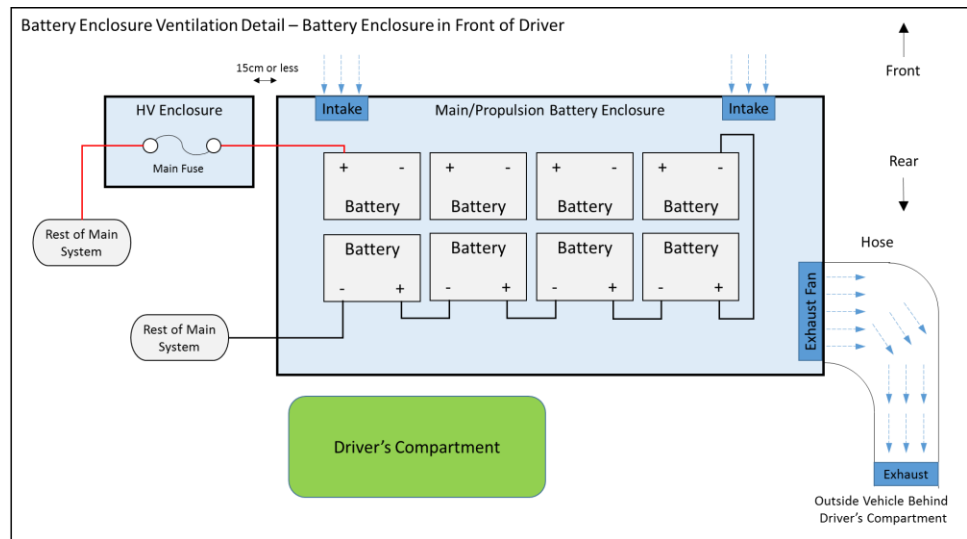 Battery Enclosure Ventilation Detail – Battery Enclosure in Front of Driver
Front
15cm or less
HV Enclosure
Main Fuse
Intake
Main/Propulsion Battery Enclosure
Intake
+ -
Battery
+ -
Battery
+ -
Battery
+ -
Battery
Rear
Rest of Main
System
Battery
- +
Battery
- +
Battery
- +
Battery
- +
Hose
Exhaust Fan
Rest of Main
System
Driver's Compartment
Exhaust
Outside Vehicle Behind
Driver's Compartment